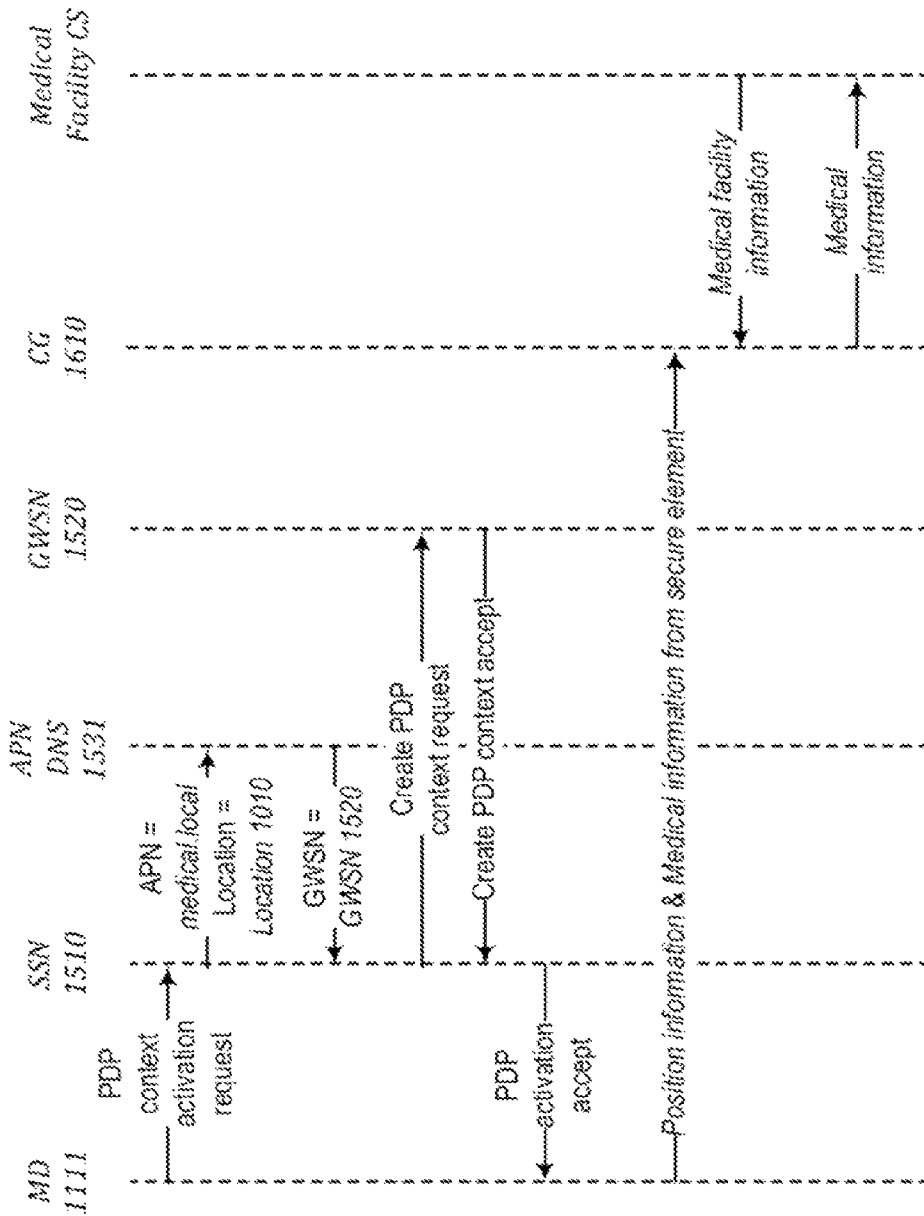 MD
1111
SSN
1510
APN
DNS
1531
GWSN
1520
CG
1610
Medical
Facility CS
PDP
context
activation
request
APN =
medical.local
Location =
Location 1010
GWSN =
GWSN 1520
Create PDP
context request
Create PDP context accept
PDP
activation
accept
Position information & Medical information from secure element
Medical facility
information
Medical
information